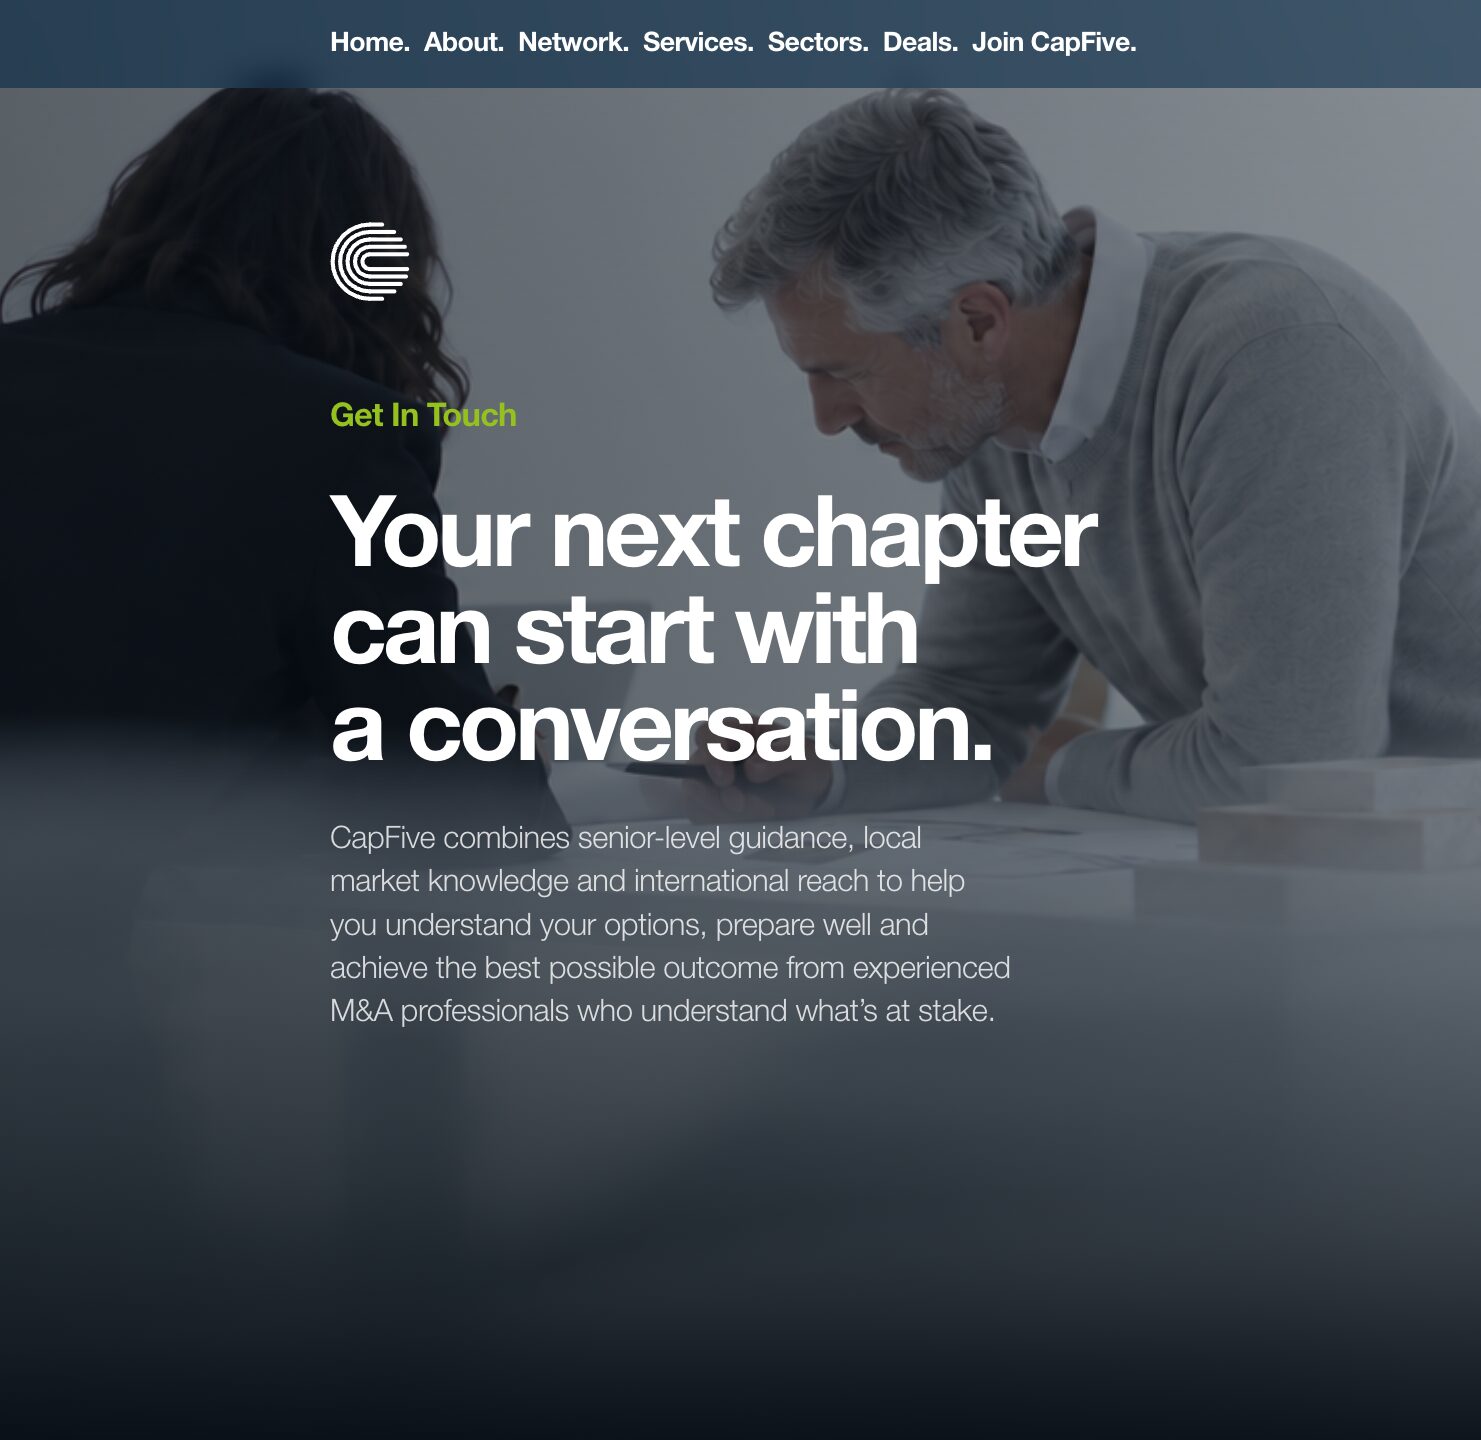 Home. About. Network. Services. Sectors. Deals. Join CapFive.
Get In Touch
Your next chapter
can start with
a conversation.
CapFive combines senior-level guidance, local
market knowledge and international reach to help
you understand your options, prepare well and
achieve the best possible outcome from experienced
M&A professionals who understand what’s at stake.